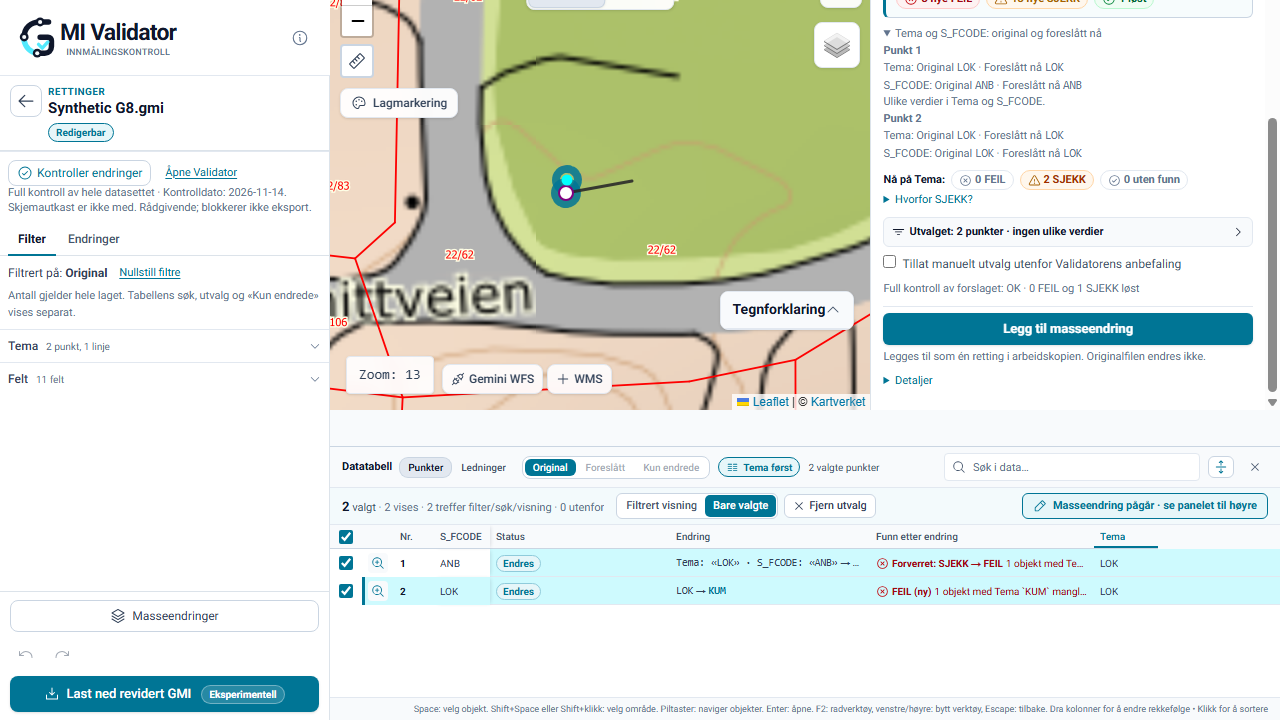 MI Validator
INNMÅLINGSKONTROLL
RETTINGER
Synthetic G8.gmi
Redigerbar
Kontroller endringer
Åpne Validator
Full kontroll av hele datasettet · Kontrolldato: 2026-11-14.
Skjemautkast er ikke med. Rådgivende; blokkerer ikke eksport.
Filter
Endringer
Filtrert på: Original
Nullstill filtre
Antall gjelder hele laget. Tabellens søk, utvalg og «Kun endrede»
vises separat.
Tema 2 punkt, 1 linje
Felt 11 felt
Masseendringer
Last ned revidert GMI Eksperimentell
−
Lagmarkering
22/62
22/62
/83
106
ittveien
Tegnforklaring
Zoom: 13
Gemini WFS
WMS
Leaflet | © Kartverket
Tema og S_FCODE: original og foreslått nå
Punkt 1
Tema: Original LOK · Foreslått nå LOK
S_FCODE: Original ANB · Foreslått nå ANB
Ulike verdier i Tema og S_FCODE.
Punkt 2
Tema: Original LOK · Foreslått nå LOK
S_FCODE: Original LOK · Foreslått nå LOK
Nå på Tema: 0 FEIL 2 SJEKK 0 uten funn
Hvorfor SJEKK?
Utvalget: 2 punkter · ingen ulike verdier
Tillat manuelt utvalg utenfor Validatorens anbefaling
Full kontroll av forslaget: OK · 0 FEIL og 1 SJEKK løst
Legg til masseendring
Legges til som én retting i arbeidskopien. Originalfilen endres ikke.
Detaljer
Datatabell Punkter Ledninger Original Foreslått Kun endrede Tema først 2 valgte punkter Søk i data…
2 valgt · 2 vises · 2 treffer filter/søk/visning · 0 utenfor Filtrert visning Bare valgte Fjern utvalg Masseendring pågår · se panelet til høyre
Nr. S_FCODE Status Endring Funn etter endring Tema
1 ANB Endres Tema: «LOK» · S_FCODE: «ANB» → … Forverret: SJEKK → FEIL 1 objekt med Te… LOK
2 LOK Endres LOK → KUM FEIL (ny) 1 objekt med Tema `KUM` mangl… LOK
Space: velg objekt. Shift+Space eller Shift+klikk: velg område. Piltaster: naviger objekter. Enter: åpne. F2: radverktøy, venstre/høyre: bytt verktøy, Escape: tilbake. Dra kolonner for å endre rekkefølge • Klikk for å sortere